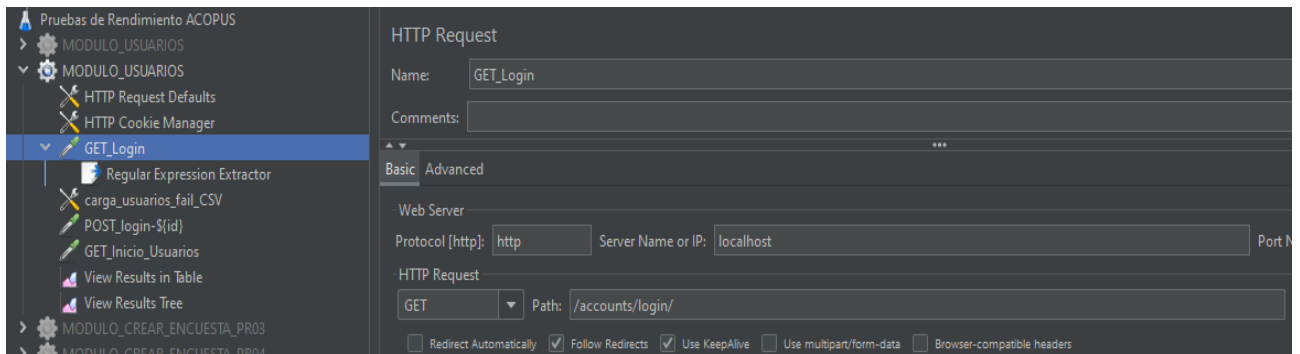 Pruebas de Rendimiento ACOPUS
MODULO_USUARIOS
MODULO_USUARIOS
HTTP Request Defaults
HTTP Cookie Manager
GET_Login
Regular Expression Extractor
carga_usuarios_fail_CSV
POST_login-${id}
GET_Inicio_Usuarios
View Results in Table
View Results Tree
MODULO_CREAR_ENCUESTA_PR03
MODULO_CREAR_ENCUESTA_PR04
HTTP Request
Name: GET_Login
Comments:
Basic Advanced
Web Server
Protocol [http]: http Server Name or IP: localhost Port N
HTTP Request
GET Path: /accounts/login/
Redirect Automatically Follow Redirects Use KeepAlive Use multipart/form-data Browser-compatible headers